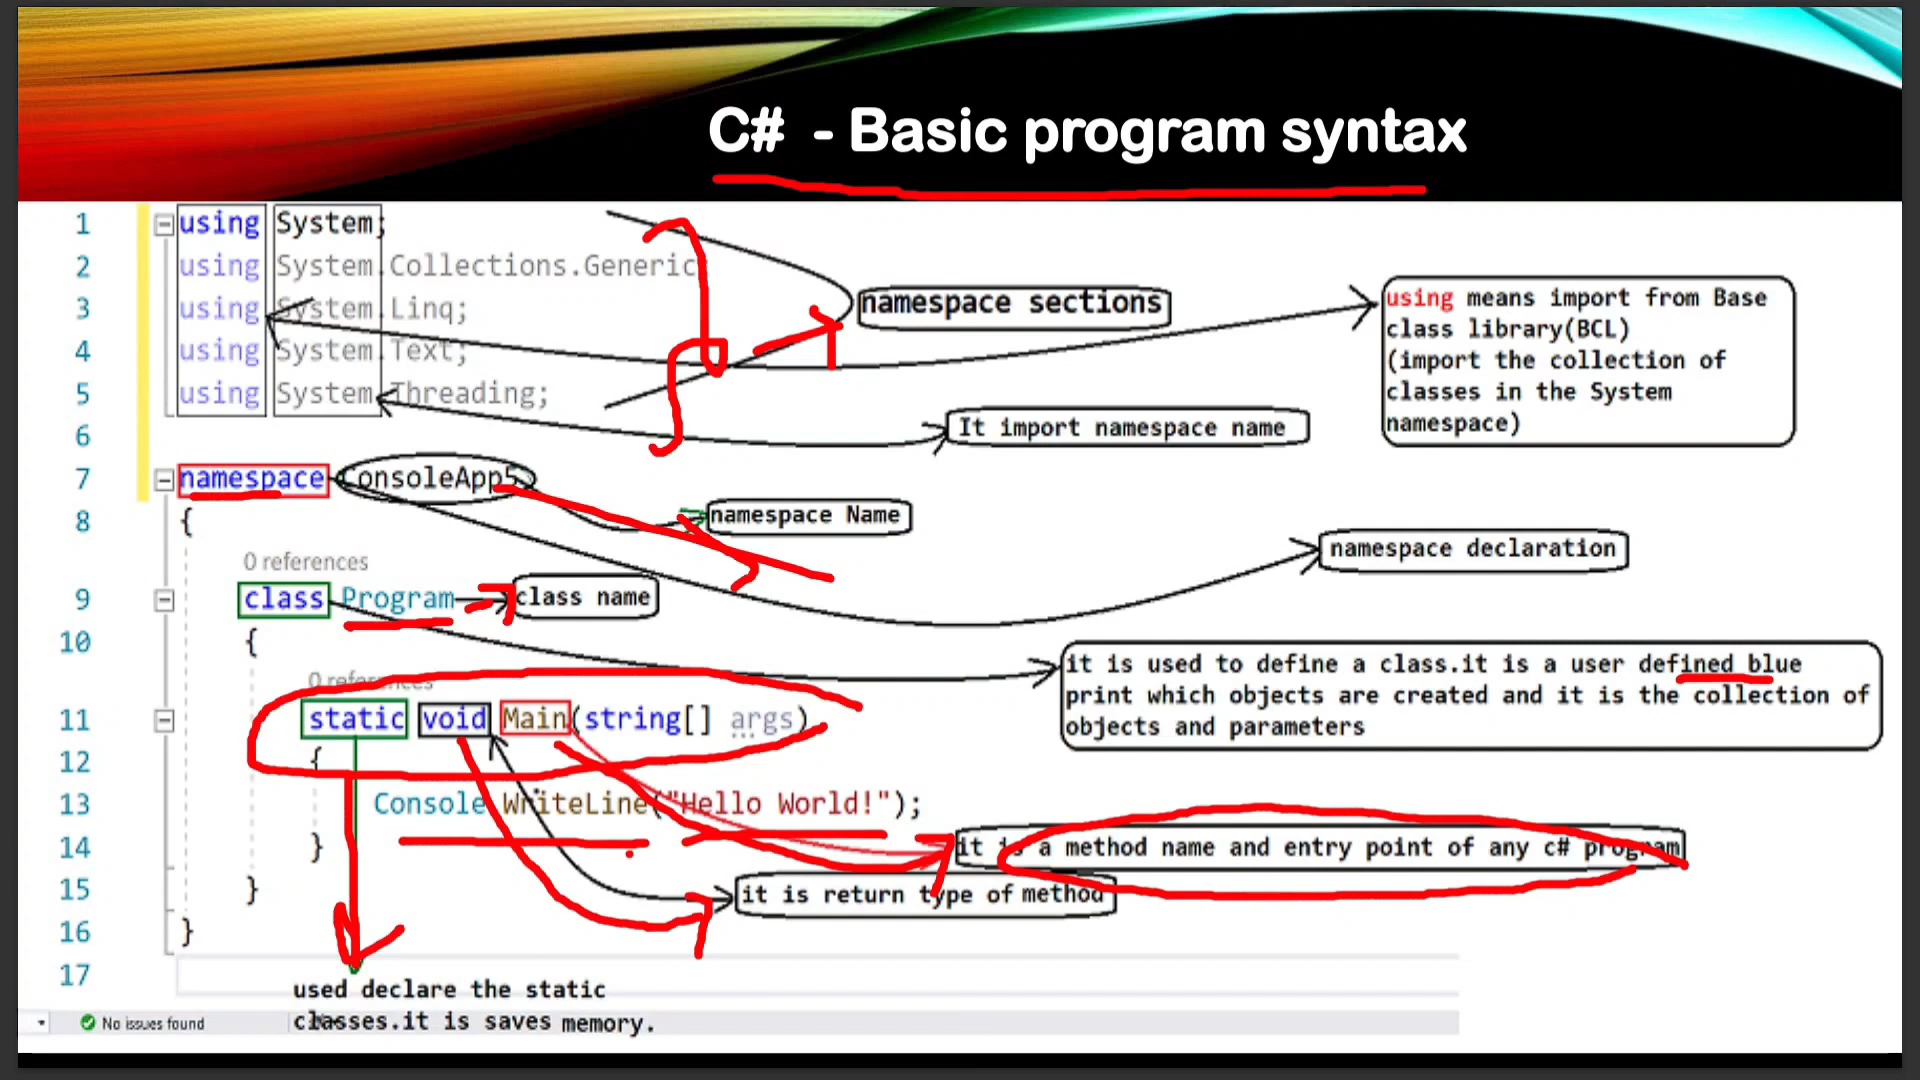 C# - Basic program syntax
1 using System;
2 using System.Collections.Generic
3 using System.Linq;
4 using System.Text;
5 using System.Threading;
6
namespace sections
using means import from Base
class library(BCL)
(import the collection of
classes in the System
namespace)
It import namespace name
7 namespace ConsoleApp5
8 {
namespace Name
namespace declaration
0 references
9 class Program
class name
10 {
it is used to define a class.it is a user defined blue
print which objects are created and it is the collection of
objects and parameters
0 references
11 static void Main(string[] args)
12 {
13 Console.WriteLine("Hello World!");
14 }
it is a method name and entry point of any c# program
15 }
it is return type of method
16 }
17
used declare the static
classes.it is saves memory.
No issues found